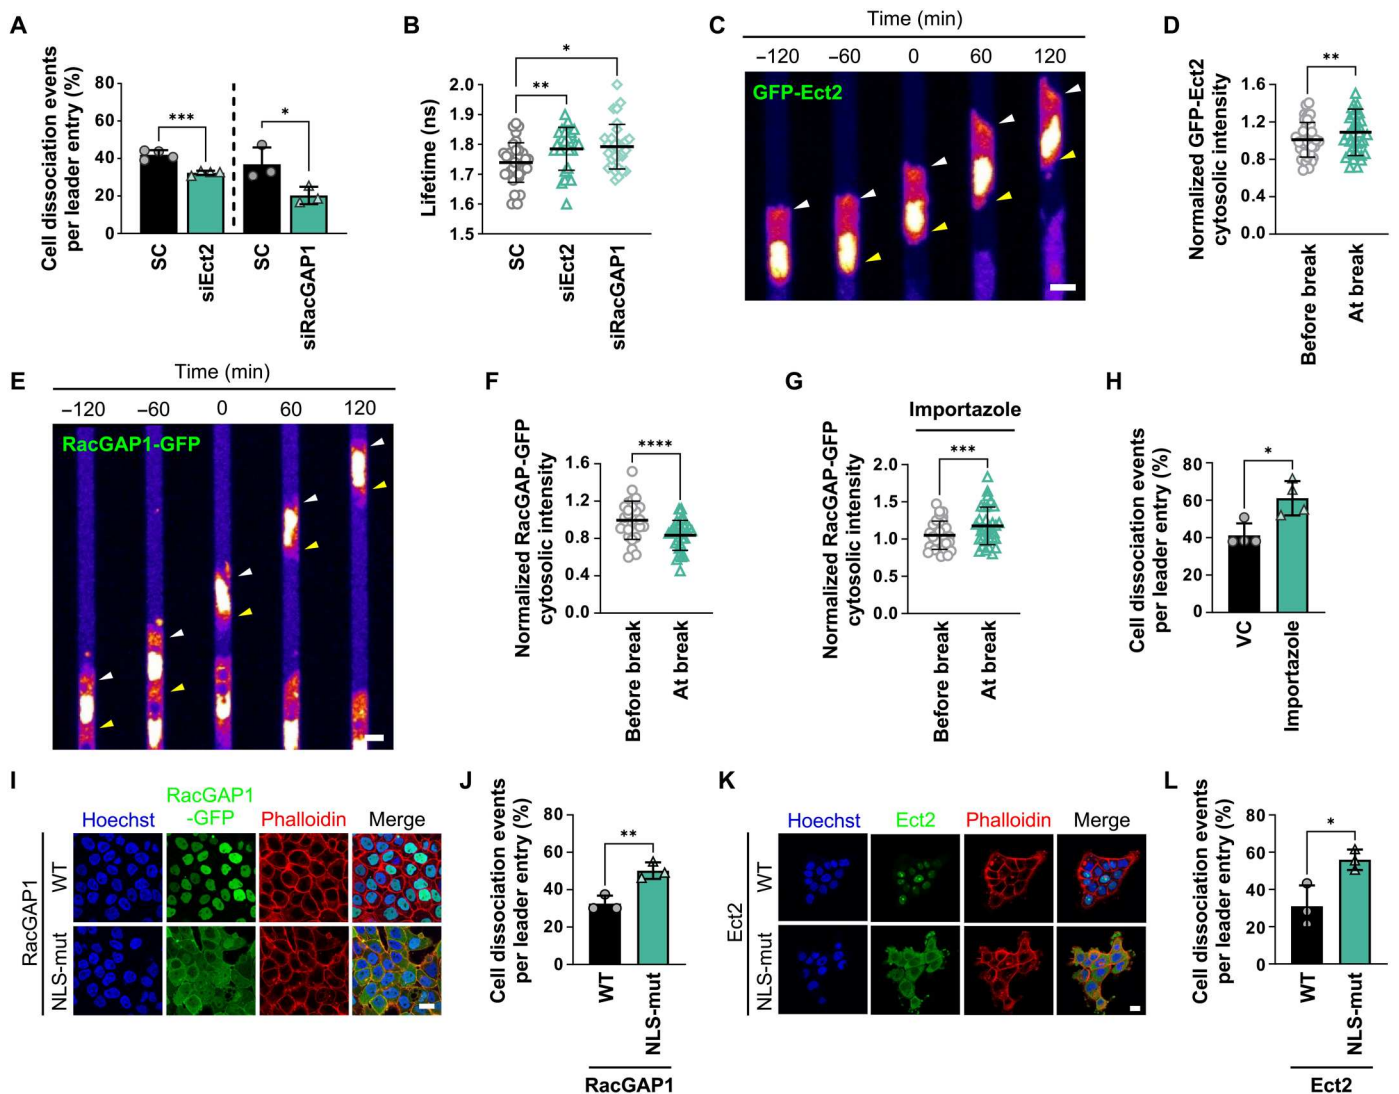 A
Cell dissociation events
per leader entry (%)
80
60
40
20
0
***
*
SC
siEct2
SC
siRacGAP1
B
Lifetime (ns)
2.0
1.9
1.8
1.7
1.6
1.5
*
**
SC
siEct2
siRacGAP1
C
Time (min)
−120 −60 0 60 120
GFP-Ect2
D
Normalized GFP-Ect2
cytosolic intensity
1.6
1.2
0.8
0.4
0.0
**
Before break
At break
E
Time (min)
−120 −60 0 60 120
RacGAP1-GFP
F
Normalized RacGAP-GFP
cytosolic intensity
1.6
1.2
0.8
0.4
0.0
****
Before break
At break
G
Importazole
Normalized RacGAP-GFP
cytosolic intensity
2.0
1.5
1.0
0.5
0.0
***
Before break
At break
H
Cell dissociation events
per leader entry (%)
80
60
40
20
0
*
VC
Importazole
I
RacGAP1
-GFP
Hoechst Phalloidin Merge
RacGAP1
WT
NLS-mut
J
Cell dissociation events
per leader entry (%)
80
60
40
20
0
**
WT
NLS-mut
RacGAP1
K
Hoechst Ect2 Phalloidin Merge
Ect2
WT
NLS-mut
L
Cell dissociation events
per leader entry (%)
80
60
40
20
0
*
WT
NLS-mut
Ect2